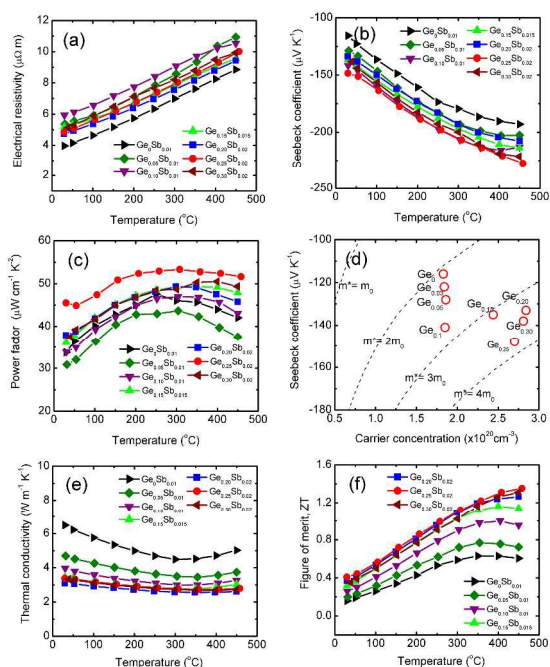 (a)
Electrical resistivity (μΩ m)
12
10
8
6
4
2
0
0 100 200 300 400 500
Temperature (°C)
Ge0Sb0.01
Ge0.05Sb0.01
Ge0.10Sb0.01
Ge0.15Sb0.015
Ge0.20Sb0.02
Ge0.25Sb0.02
Ge0.30Sb0.02
(b)
Seebeck coefficient (μV K⁻¹)
-100
-125
-150
-175
-200
-225
-250
0 100 200 300 400 500
Temperature (°C)
Ge0Sb0.01
Ge0.05Sb0.01
Ge0.10Sb0.01
Ge0.15Sb0.015
Ge0.20Sb0.02
Ge0.25Sb0.02
Ge0.30Sb0.02
(c)
Power factor (μW cm⁻¹ K⁻²)
60
50
40
30
20
0 100 200 300 400 500
Temperature (°C)
Ge0Sb0.01
Ge0.05Sb0.01
Ge0.10Sb0.01
Ge0.15Sb0.015
Ge0.20Sb0.02
Ge0.25Sb0.02
Ge0.30Sb0.02
(d)
Seebeck coefficient (μV K⁻¹)
-100
-120
-140
-160
-180
0.5 1.0 1.5 2.0 2.5 3.0
Carrier concentration (x10²⁰cm⁻³)
m*= m0
m*= 2m0
m*= 3m0
m*= 4m0
Ge0
Ge0.03
Ge0.05
Ge0.1
Ge0.15
Ge0.20
Ge0.30
Ge0.25
(e)
Thermal conductivity (W m⁻¹ K⁻¹)
10
8
6
4
2
0
0 100 200 300 400 500
Temperature (°C)
Ge0Sb0.01
Ge0.05Sb0.01
Ge0.10Sb0.01
Ge0.15Sb0.015
Ge0.20Sb0.02
Ge0.25Sb0.02
Ge0.30Sb0.02
(f)
Figure of merit, ZT
1.6
1.2
0.8
0.4
0.0
0 100 200 300 400 500
Temperature (°C)
Ge0.20Sb0.02
Ge0.25Sb0.02
Ge0.30Sb0.02
Ge0Sb0.01
Ge0.05Sb0.01
Ge0.10Sb0.01
Ge0.15Sb0.015